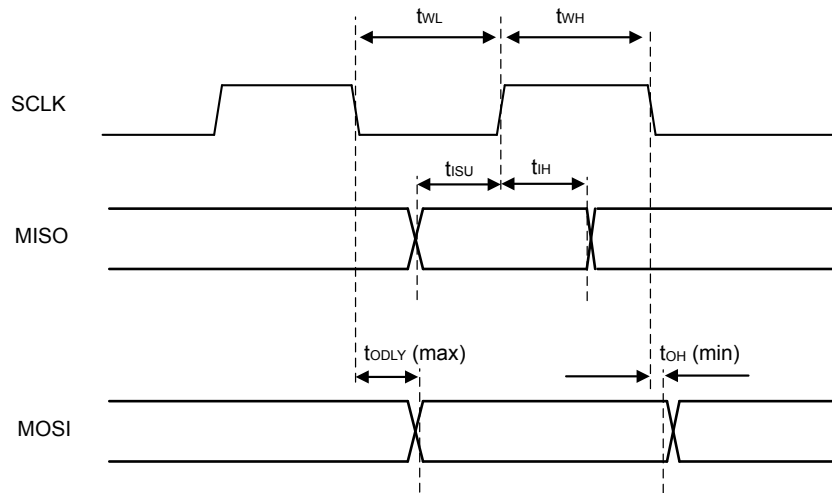 tWL tWH
SCLK
tISU tIH
MISO
tODLY (max) tOH (min)
MOSI